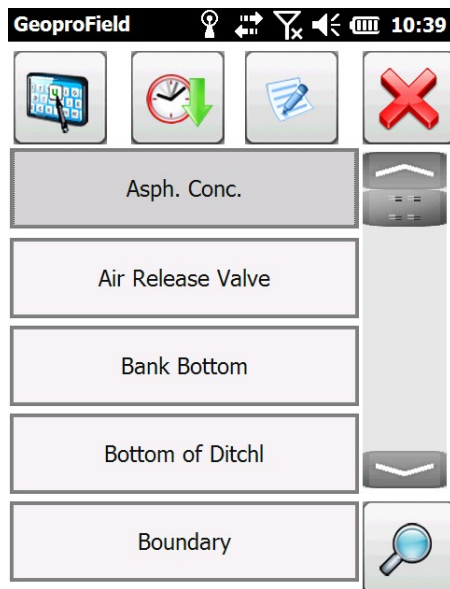 GeoproField 10:39
Asph. Conc.
Air Release Valve
Bank Bottom
Bottom of Ditchl
Boundary